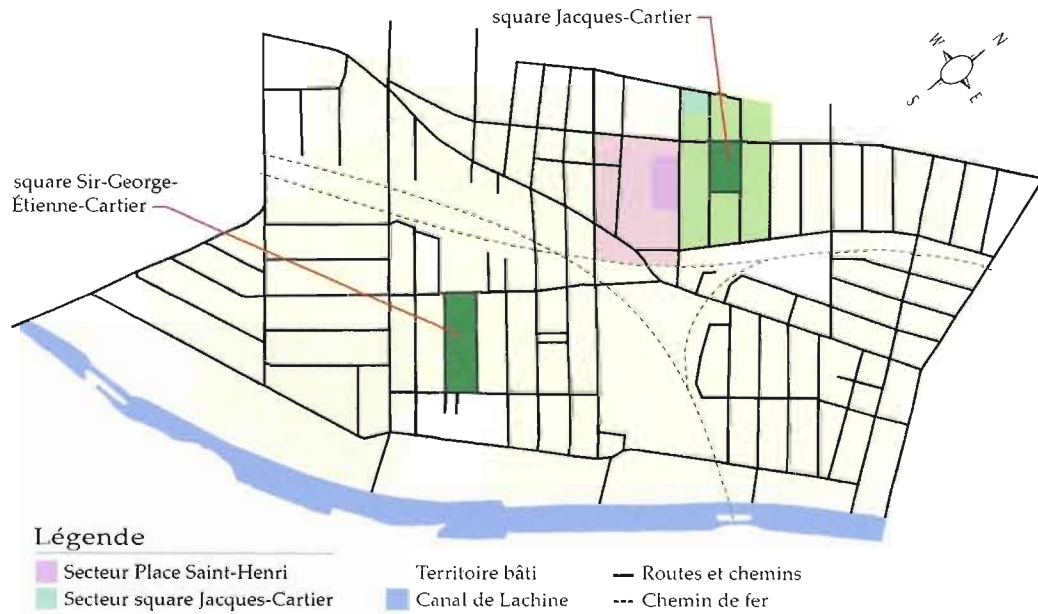 square Jacques-Cartier
W
N
S
E
square Sir-George-
Étienne-Cartier
Légende
Secteur Place Saint-Henri
Secteur square Jacques-Cartier
Territoire bâti
Canal de Lachine
Routes et chemins
Chemin de fer